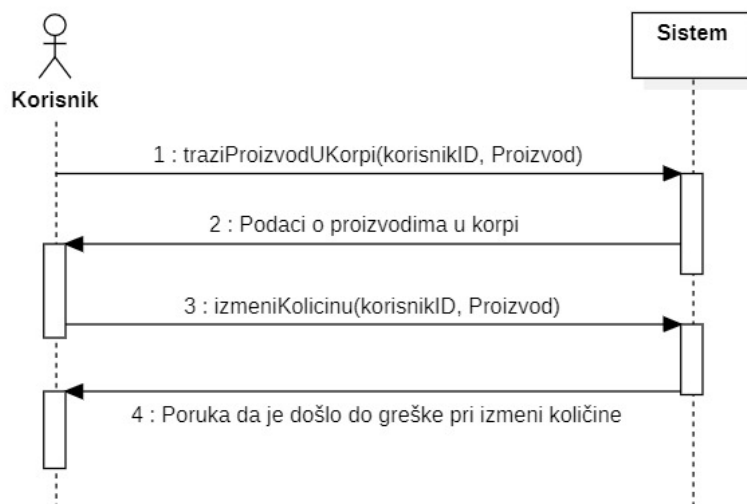 Korisnik
Sistem
1 : traziProizvodUKorpi(korisnikID, Proizvod)
2 : Podaci o proizvodima u korpi
3 : izmeniKolicinu(korisnikID, Proizvod)
4 : Poruka da je došlo do greške pri izmeni količine